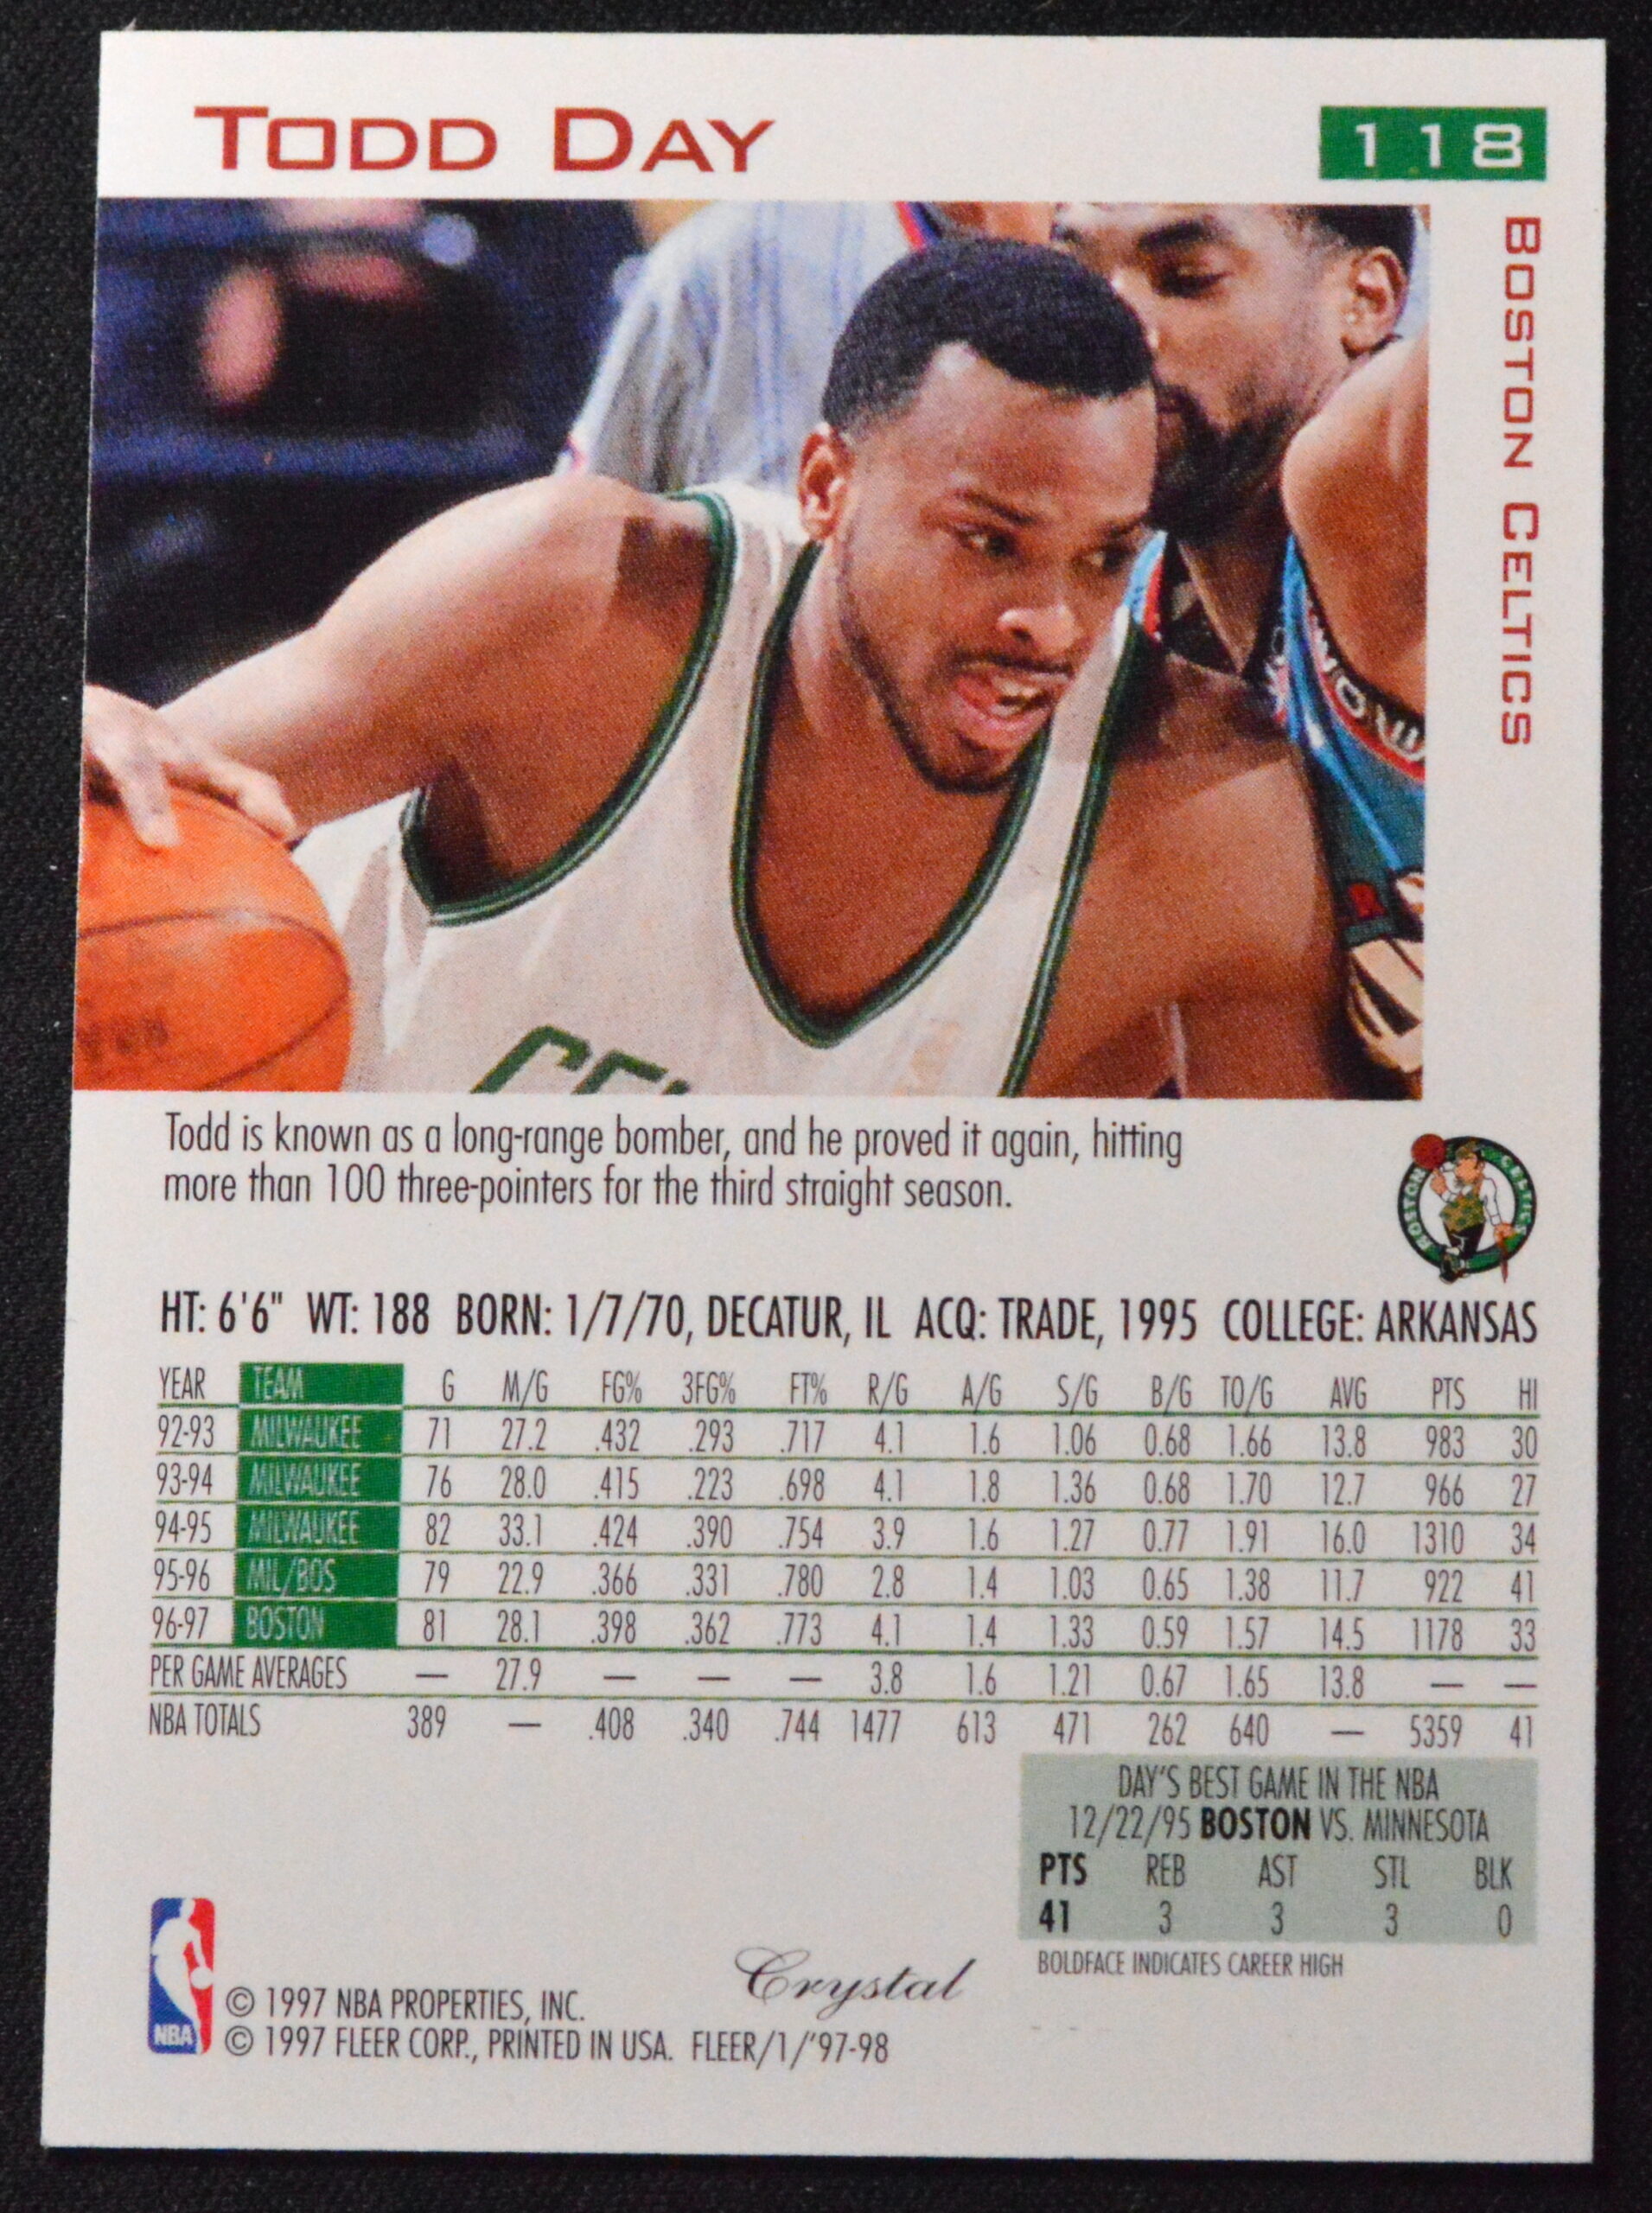 TODD DAY
118
BOSTON CELTICS
CEL
Todd is known as a long-range bomber, and he proved it again, hitting
more than 100 three-pointers for the third straight season.
BOSTON CELTICS
HT: 6'6" WT: 188 BORN: 1/7/70, DECATUR, IL ACQ: TRADE, 1995 COLLEGE: ARKANSAS
YEAR TEAM G M/G FG% 3FG% FT% R/G A/G S/G B/G TO/G AVG PTS HI
92-93 MILWAUKEE 71 27.2 .432 .293 .717 4.1 1.6 1.06 0.68 1.66 13.8 983 30
93-94 MILWAUKEE 76 28.0 .415 .223 .698 4.1 1.8 1.36 0.68 1.70 12.7 966 27
94-95 MILWAUKEE 82 33.1 .424 .390 .754 3.9 1.6 1.27 0.77 1.91 16.0 1310 34
95-96 MIL/BOS 79 22.9 .366 .331 .780 2.8 1.4 1.03 0.65 1.38 11.7 922 41
96-97 BOSTON 81 28.1 .398 .362 .773 4.1 1.4 1.33 0.59 1.57 14.5 1178 33
PER GAME AVERAGES — 27.9 — — — 3.8 1.6 1.21 0.67 1.65 13.8 — —
NBA TOTALS 389 — .408 .340 .744 1477 613 471 262 640 — 5359 41
DAY'S BEST GAME IN THE NBA
12/22/95 BOSTON VS. MINNESOTA
PTS REB AST STL BLK
41 3 3 3 0
BOLDFACE INDICATES CAREER HIGH
Crystal
NBA
© 1997 NBA PROPERTIES, INC.
© 1997 FLEER CORP., PRINTED IN USA. FLEER/1/'97-98